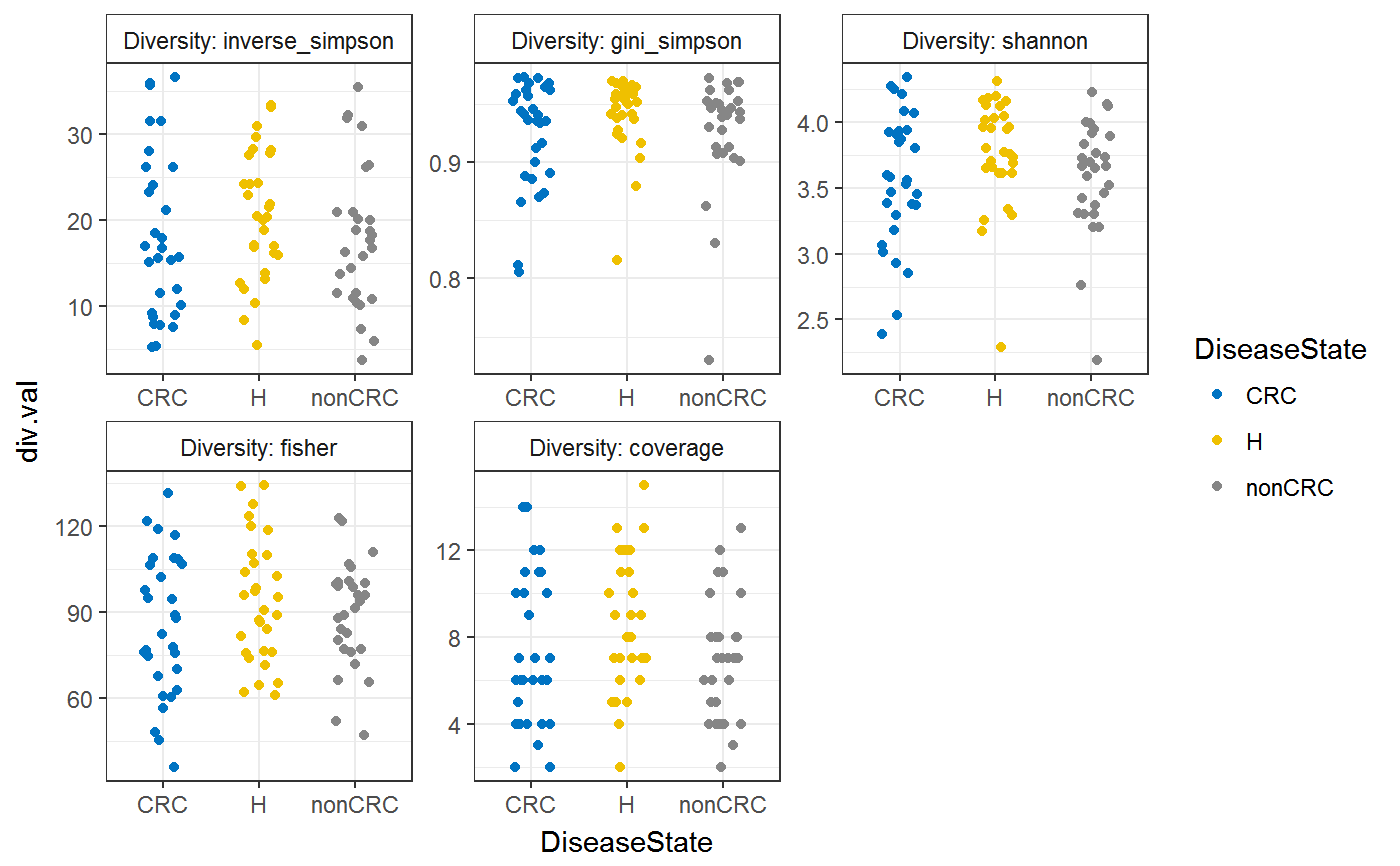 Diversity: inverse_simpson
Diversity: gini_simpson
Diversity: shannon
30
20
10
0.9
0.8
4.0
3.5
3.0
2.5
CRC H nonCRC
CRC H nonCRC
CRC H nonCRC
div.val
Diversity: fisher
Diversity: coverage
120
90
60
12
8
4
CRC H nonCRC
CRC H nonCRC
DiseaseState
DiseaseState
CRC
H
nonCRC